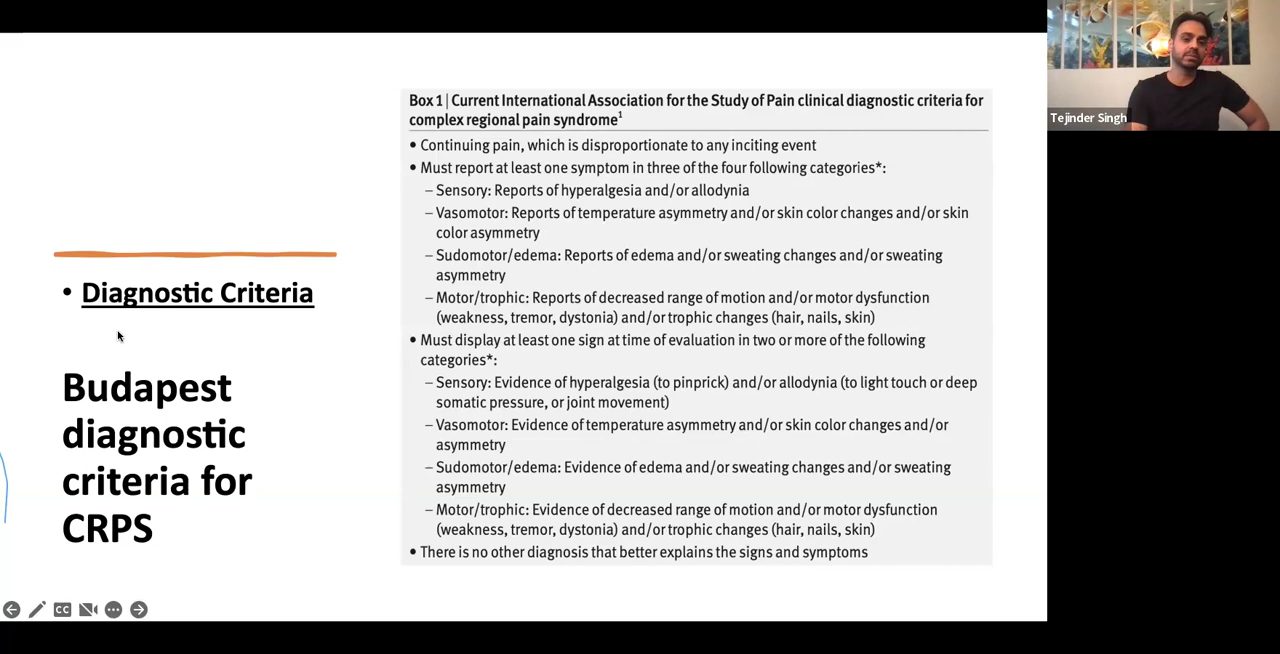 Box 1 | Current International Association for the Study of Pain clinical diagnostic criteria for
complex regional pain syndrome¹
• Continuing pain, which is disproportionate to any inciting event
• Must report at least one symptom in three of the four following categories*:
– Sensory: Reports of hyperalgesia and/or allodynia
– Vasomotor: Reports of temperature asymmetry and/or skin color changes and/or skin
color asymmetry
– Sudomotor/edema: Reports of edema and/or sweating changes and/or sweating
asymmetry
– Motor/trophic: Reports of decreased range of motion and/or motor dysfunction
(weakness, tremor, dystonia) and/or trophic changes (hair, nails, skin)
• Must display at least one sign at time of evaluation in two or more of the following
categories*:
– Sensory: Evidence of hyperalgesia (to pinprick) and/or allodynia (to light touch or deep
somatic pressure, or joint movement)
– Vasomotor: Evidence of temperature asymmetry and/or skin color changes and/or
asymmetry
– Sudomotor/edema: Evidence of edema and/or sweating changes and/or sweating
asymmetry
– Motor/trophic: Evidence of decreased range of motion and/or motor dysfunction
(weakness, tremor, dystonia) and/or trophic changes (hair, nails, skin)
• There is no other diagnosis that better explains the signs and symptoms
• Diagnostic Criteria
Budapest
diagnostic
criteria for
CRPS
CC
Tejinder Singh